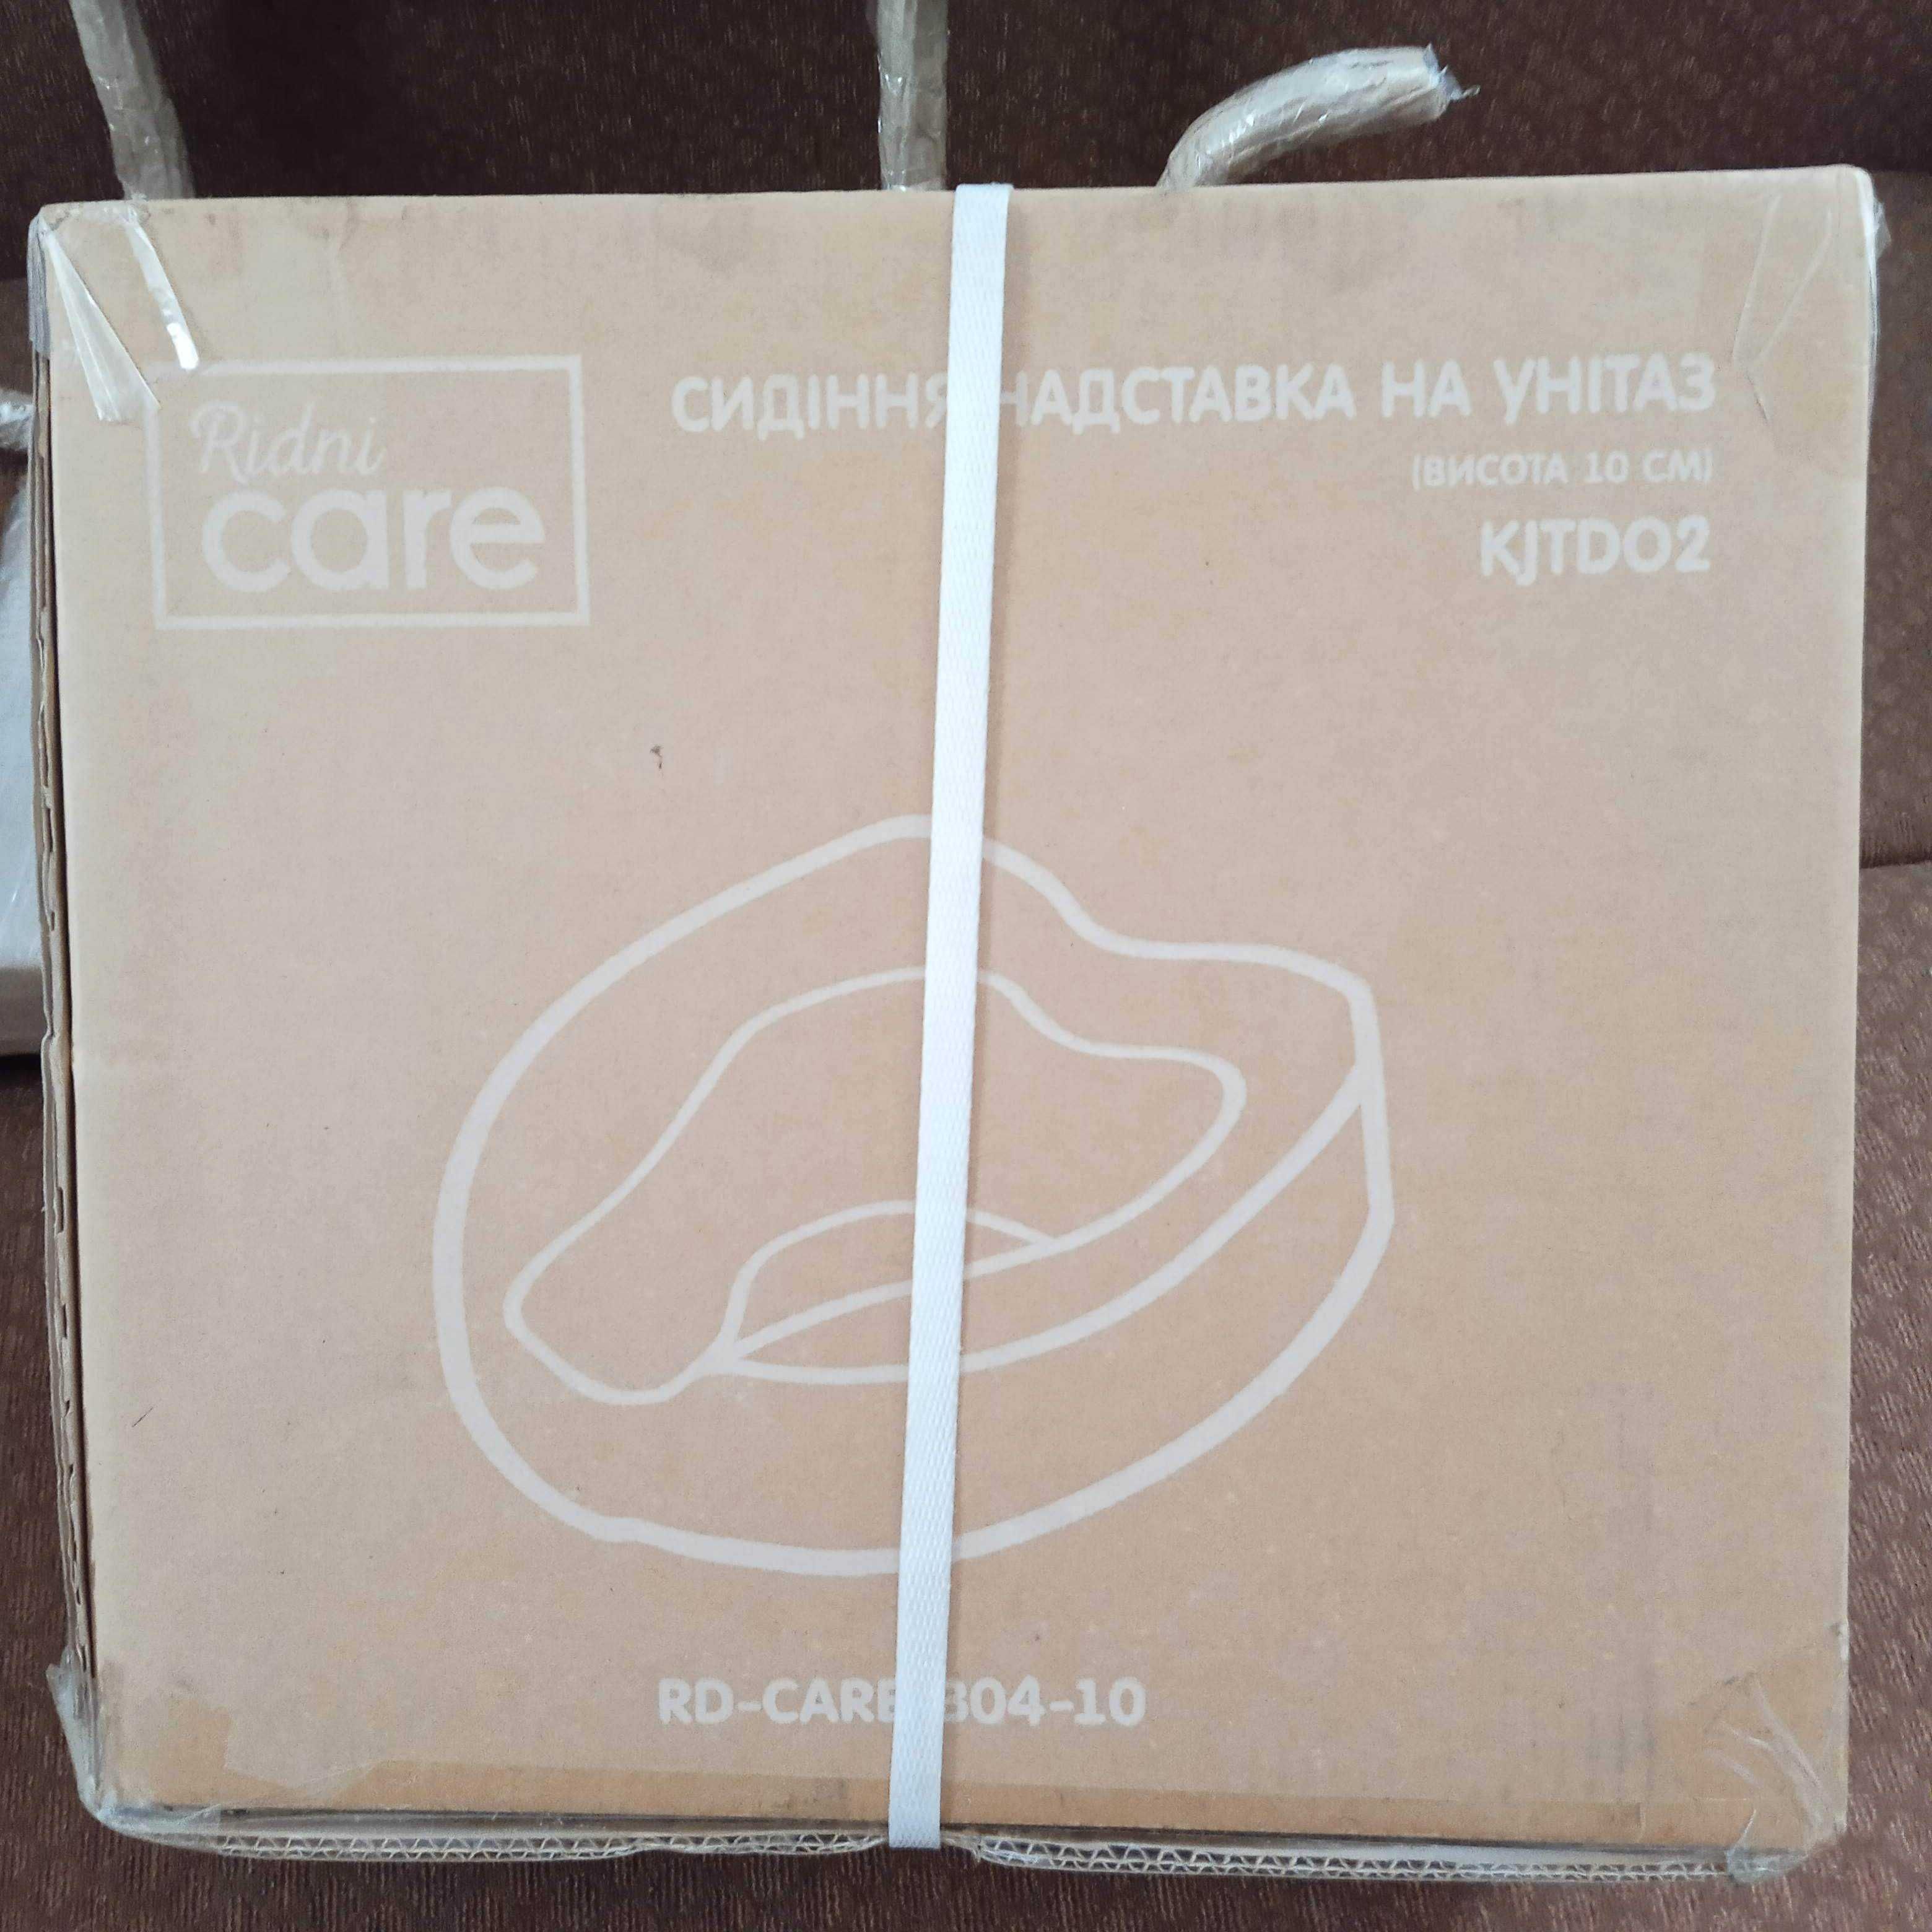 Ridni
care
СИДІННЯ НАДСТАВКА НА УНІТАЗ
(ВИСОТА 10 СМ)
KJTD02
RD-CARE 304-10